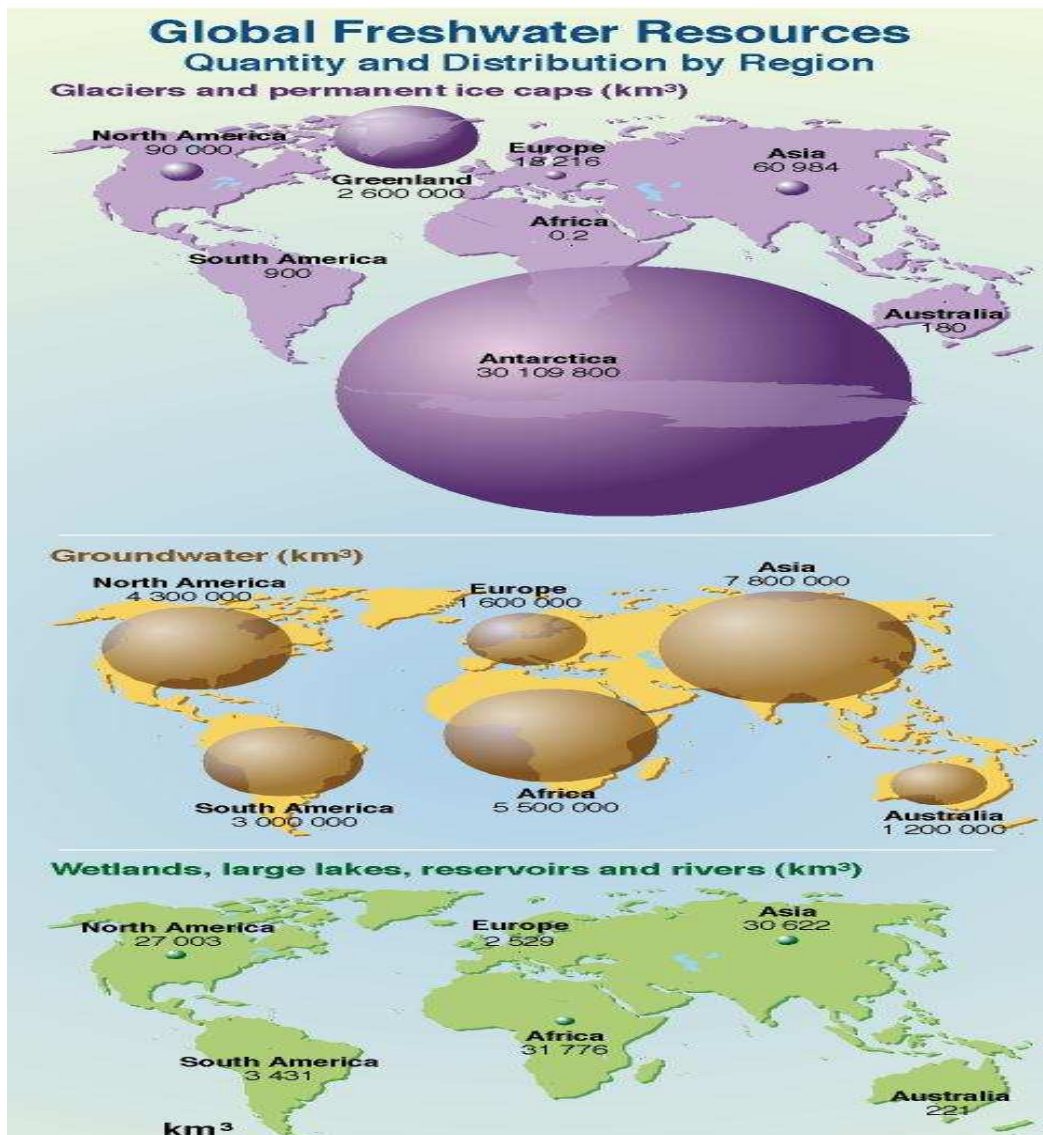 Global Freshwater Resources
Quantity and Distribution by Region
Glaciers and permanent ice caps (km³)
North America
90 000
Greenland
2 600 000
Europe
18 216
Asia
60 984
Africa
0.2
South America
900
Australia
180
Antarctica
30 109 800
Groundwater (km³)
North America
4 300 000
Europe
1 600 000
Asia
7 800 000
South America
3 000 000
Africa
5 500 000
Australia
1 200 000
Wetlands, large lakes, reservoirs and rivers (km³)
North America
27 003
Europe
2 529
Asia
30 622
Africa
31 776
South America
3 431
Australia
221
km³